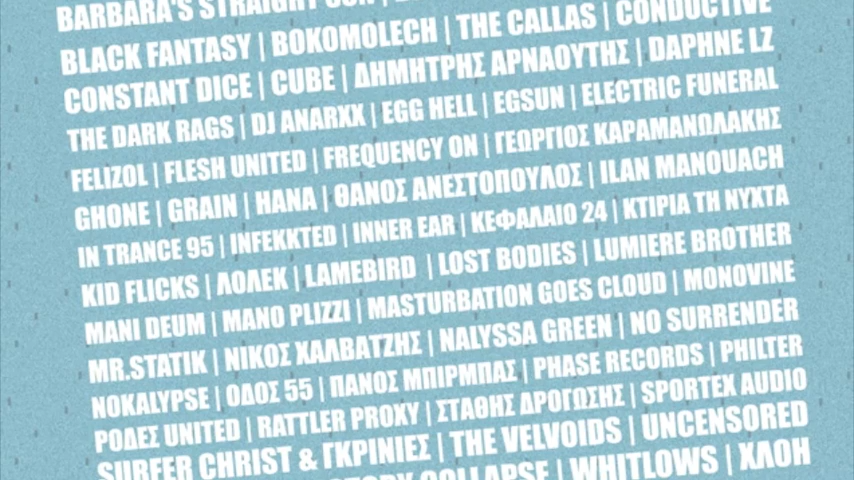 BARBARA'S STRAIGHT
BLACK FANTASY | BOKOMOLECH | THE CALLAS | CONDUCTIVE
CONSTANT DICE | CUBE | ΔΗΜΗΤΡΗΣ ΑΡΝΑΟΥΤΗΣ | DAPHNE LZ
THE DARK RAGS | DJ ANARXX | EGG HELL | EGSUN | ELECTRIC FUNERAL
FELIZOL | FLESH UNITED | FREQUENCY ON | ΓΕΩΡΓΙΟΣ ΚΑΡΑΜΑΝΩΛΑΚΗΣ
GHONE | GRAIN | HANA | ΘΑΝΟΣ ΑΝΕΣΤΟΠΟΥΛΟΣ | ILAN MANOUACH
IN TRANCE 95 | INFEKKTED | INNER EAR | ΚΕΦΑΛΑΙΟ 24 | ΚΤΙΡΙΑ ΤΗ ΝΥΧΤΑ
KID FLICKS | ΛΟΛΕΚ | LAMEBIRD | LOST BODIES | LUMIERE BROTHER
MANI DEUM | MANO PLIZZI | MASTURBATION GOES CLOUD | MONOVINE
MR.STATIK | ΝΙΚΟΣ ΧΑΛΒΑΤΖΗΣ | NALYSSA GREEN | NO SURRENDER
NOKALYPSE | ΟΔΟΣ 55 | ΠΑΝΟΣ ΜΠΙΡΜΠΑΣ | PHASE RECORDS | PHILTER
ΡΟΔΕΣ UNITED | RATTLER PROXY | ΣΤΑΘΗΣ ΔΡΟΓΩΣΗΣ | SPORTEX AUDIO
SURFER CHRIST & ΓΚΡΙΝΙΕΣ | THE VELVOIDS | UNCENSORED
COLLAPSE | WHITLOWS | ΧΛΟΗ